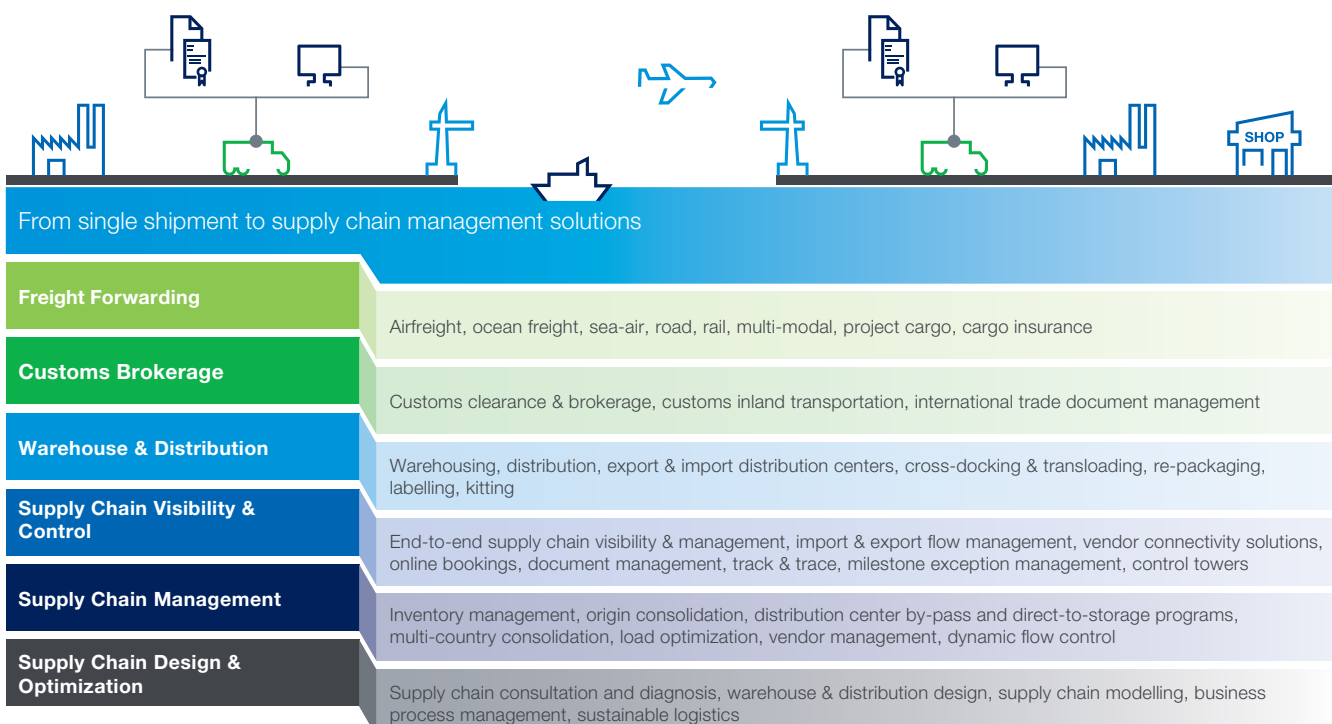 SHOP
From single shipment to supply chain management solutions
Freight Forwarding
Airfreight, ocean freight, sea-air, road, rail, multi-modal, project cargo, cargo insurance
Customs Brokerage
Customs clearance & brokerage, customs inland transportation, international trade document management
Warehouse & Distribution
Warehousing, distribution, export & import distribution centers, cross-docking & transloading, re-packaging,
labelling, kitting
Supply Chain Visibility &
Control
End-to-end supply chain visibility & management, import & export flow management, vendor connectivity solutions,
online bookings, document management, track & trace, milestone exception management, control towers
Supply Chain Management
Inventory management, origin consolidation, distribution center by-pass and direct-to-storage programs,
multi-country consolidation, load optimization, vendor management, dynamic flow control
Supply Chain Design &
Optimization
Supply chain consultation and diagnosis, warehouse & distribution design, supply chain modelling, business
process management, sustainable logistics